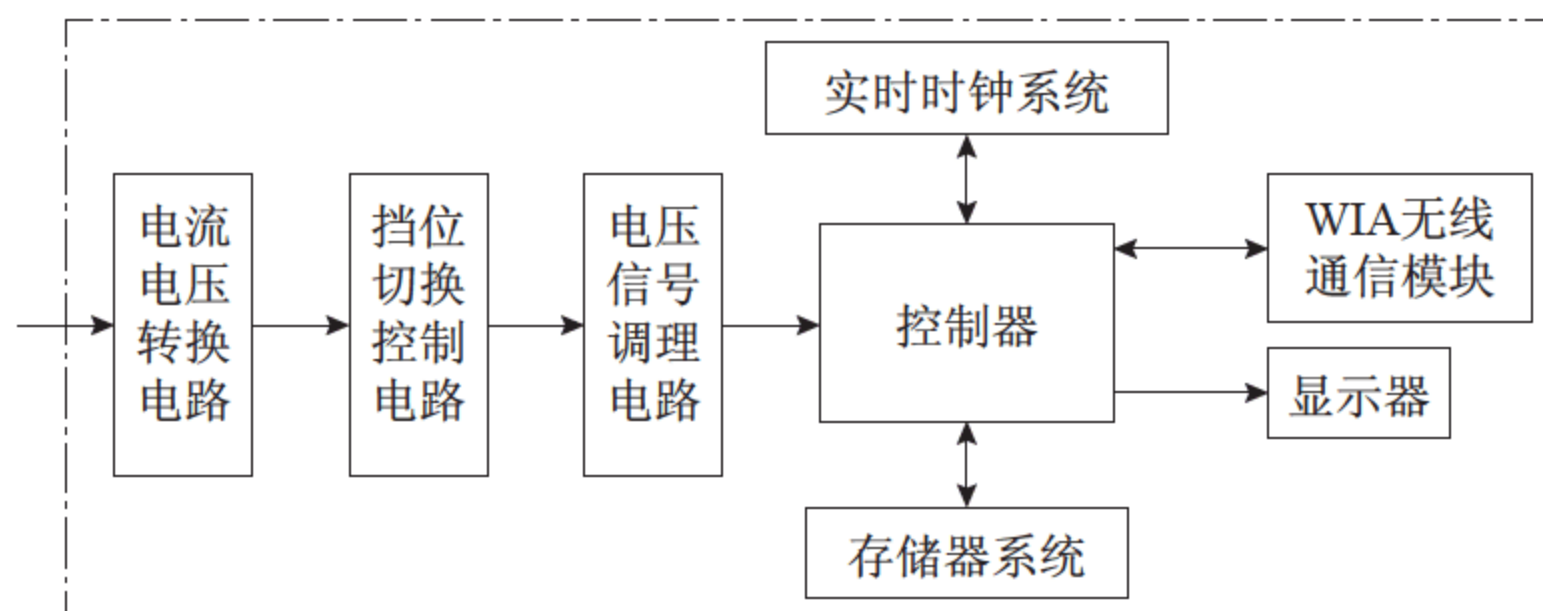 实时时钟系统
电流
电压
转换
电路
挡位
切换
控制
电路
电压
信号
调理
电路
控制器
WIA无线
通信模块
显示器
存储器系统